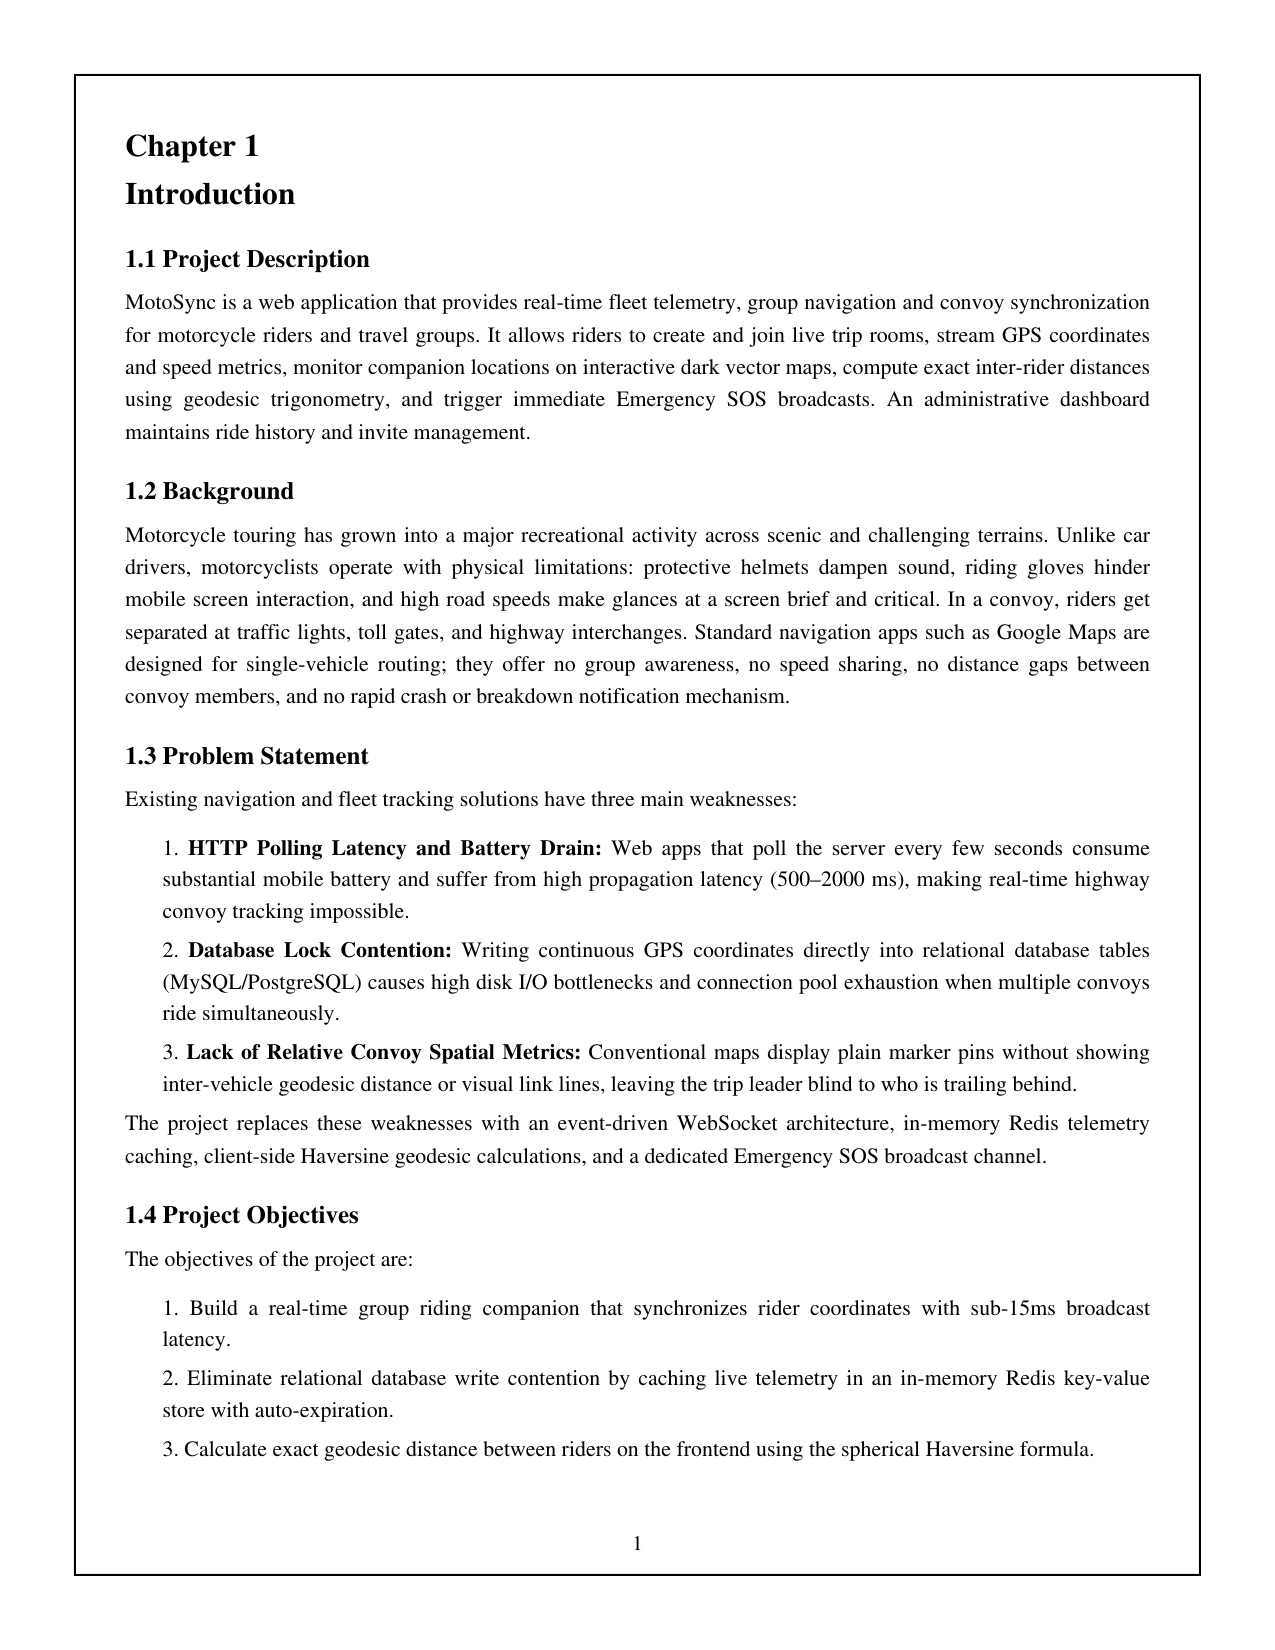 Chapter 1
Introduction
1.1 Project Description
MotoSync is a web application that provides real-time fleet telemetry, group navigation and convoy synchronization
for motorcycle riders and travel groups. It allows riders to create and join live trip rooms, stream GPS coordinates
and speed metrics, monitor companion locations on interactive dark vector maps, compute exact inter-rider distances
using geodesic trigonometry, and trigger immediate Emergency SOS broadcasts. An administrative dashboard
maintains ride history and invite management.
1.2 Background
Motorcycle touring has grown into a major recreational activity across scenic and challenging terrains. Unlike car
drivers, motorcyclists operate with physical limitations: protective helmets dampen sound, riding gloves hinder
mobile screen interaction, and high road speeds make glances at a screen brief and critical. In a convoy, riders get
separated at traffic lights, toll gates, and highway interchanges. Standard navigation apps such as Google Maps are
designed for single-vehicle routing; they offer no group awareness, no speed sharing, no distance gaps between
convoy members, and no rapid crash or breakdown notification mechanism.
1.3 Problem Statement
Existing navigation and fleet tracking solutions have three main weaknesses:
1. HTTP Polling Latency and Battery Drain: Web apps that poll the server every few seconds consume
substantial mobile battery and suffer from high propagation latency (500–2000 ms), making real-time highway
convoy tracking impossible.
2. Database Lock Contention: Writing continuous GPS coordinates directly into relational database tables
(MySQL/PostgreSQL) causes high disk I/O bottlenecks and connection pool exhaustion when multiple convoys
ride simultaneously.
3. Lack of Relative Convoy Spatial Metrics: Conventional maps display plain marker pins without showing
inter-vehicle geodesic distance or visual link lines, leaving the trip leader blind to who is trailing behind.
The project replaces these weaknesses with an event-driven WebSocket architecture, in-memory Redis telemetry
caching, client-side Haversine geodesic calculations, and a dedicated Emergency SOS broadcast channel.
1.4 Project Objectives
The objectives of the project are:
1. Build a real-time group riding companion that synchronizes rider coordinates with sub-15ms broadcast
latency.
2. Eliminate relational database write contention by caching live telemetry in an in-memory Redis key-value
store with auto-expiration.
3. Calculate exact geodesic distance between riders on the frontend using the spherical Haversine formula.
1